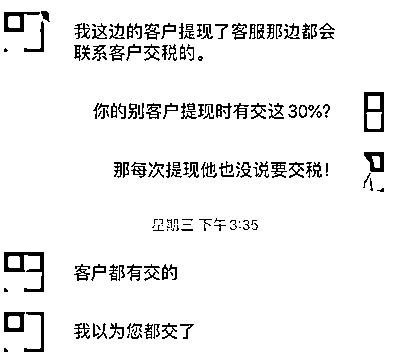 我这边的客户提现了客服那边都会
联系客户交税的。
你的别客户提现时有交这30%?
那每次提现他也没说要交税!
星期三 下午3:35
客户都有交的
我以为您都交了